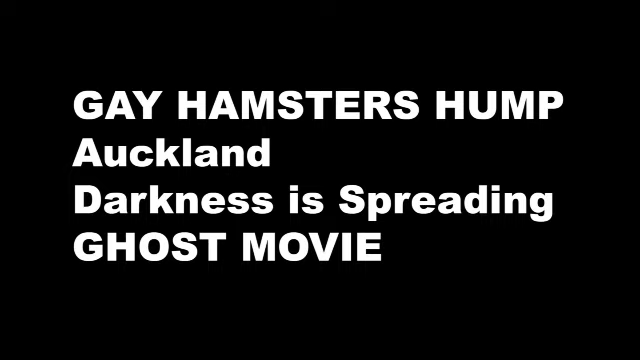 GAY HAMSTERS HUMP
Auckland
Darkness is Spreading
GHOST MOVIE